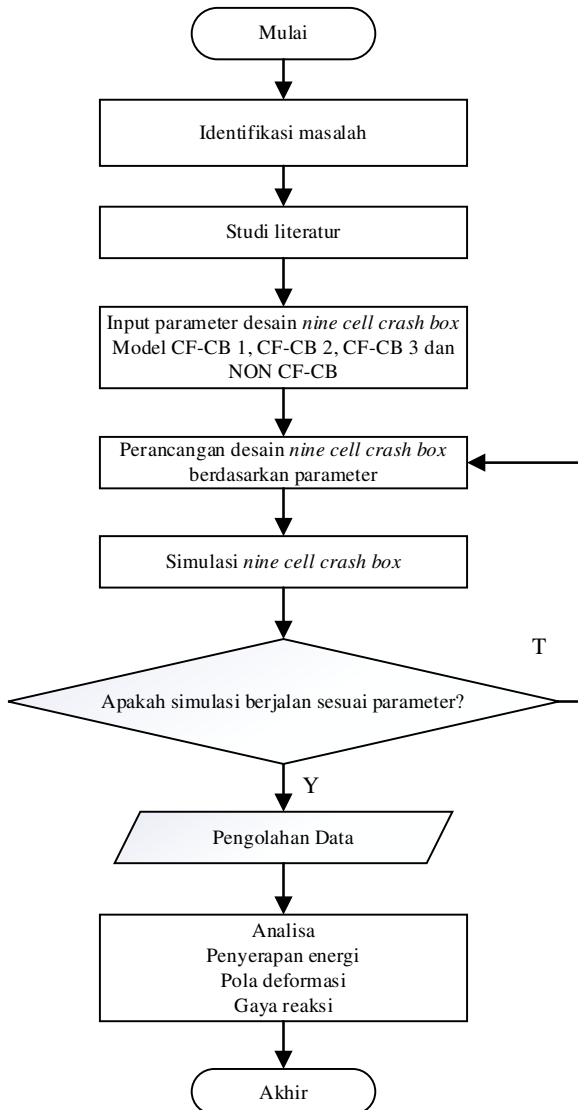 Mulai
Identifikasi masalah
Studi literatur
Input parameter desain nine cell crash box
Model CF-CB 1, CF-CB 2, CF-CB 3 dan
NON CF-CB
Perancangan desain nine cell crash box
berdasarkan parameter
Simulasi nine cell crash box
T
Apakah simulasi berjalan sesuai parameter?
Y
Pengolahan Data
Analisa
Penyerapan energi
Pola deformasi
Gaya reaksi
Akhir